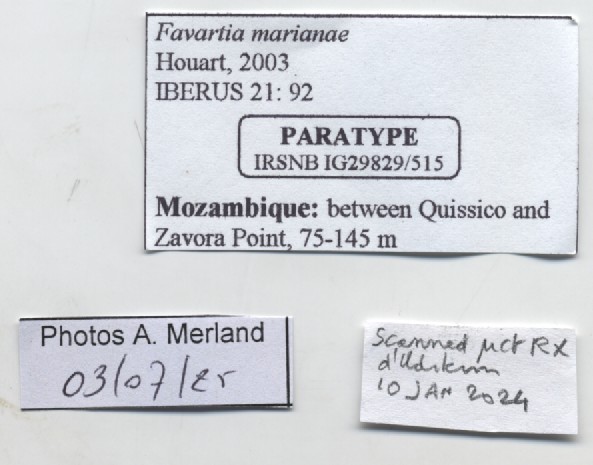 Favartia marianae
Houart, 2003
IBERUS 21: 92
PARATYPE
IRSNB IG29829/515
Mozambique: between Quissico and
Zavora Point, 75-145 m
Photos A. Merland
03/07/25
Scanned µCT RX
10 JAN 2024